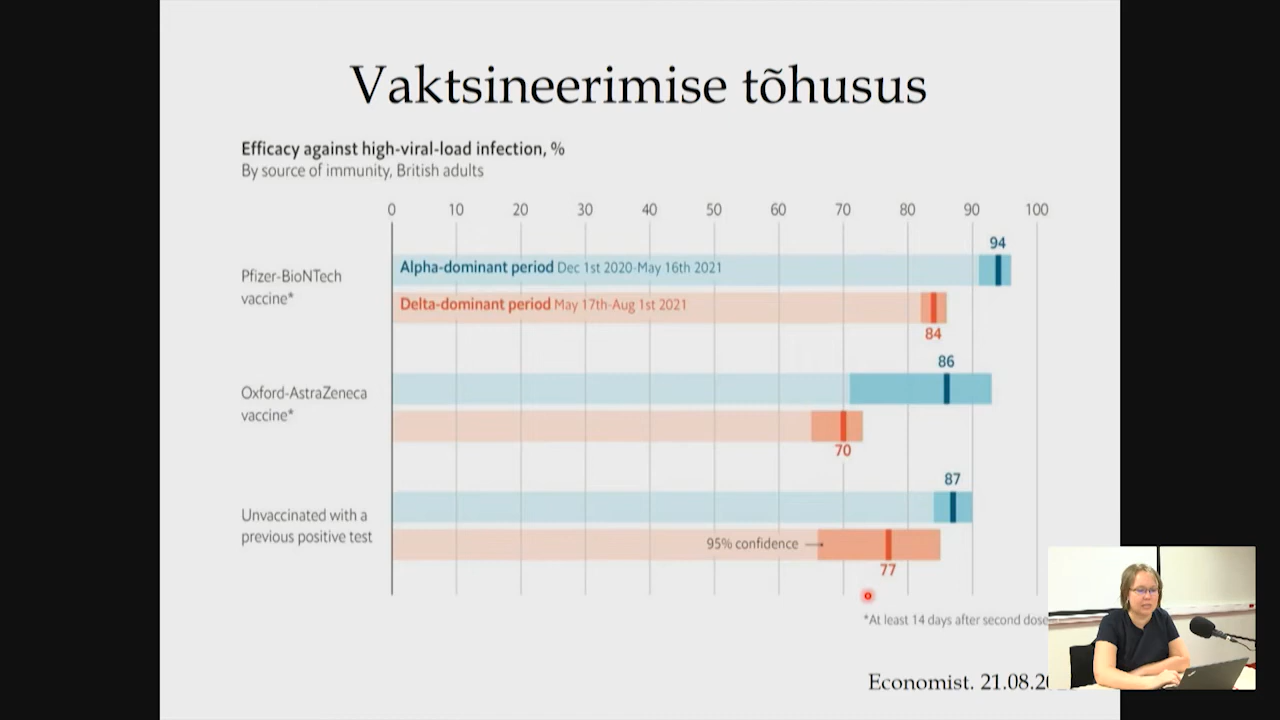 Vaktsineerimise tõhusus
Efficacy against high-viral-load infection, %
By source of immunity, British adults
0 10 20 30 40 50 60 70 80 90 100
94
Alpha-dominant period Dec 1st 2020-May 16th 2021
Pfizer-BioNTech
vaccine*
Delta-dominant period May 17th-Aug 1st 2021
84
86
Oxford-AstraZeneca
vaccine*
70
87
Unvaccinated with a
previous positive test
95% confidence
77
*At least 14 days after second dose
Economist. 21.08.